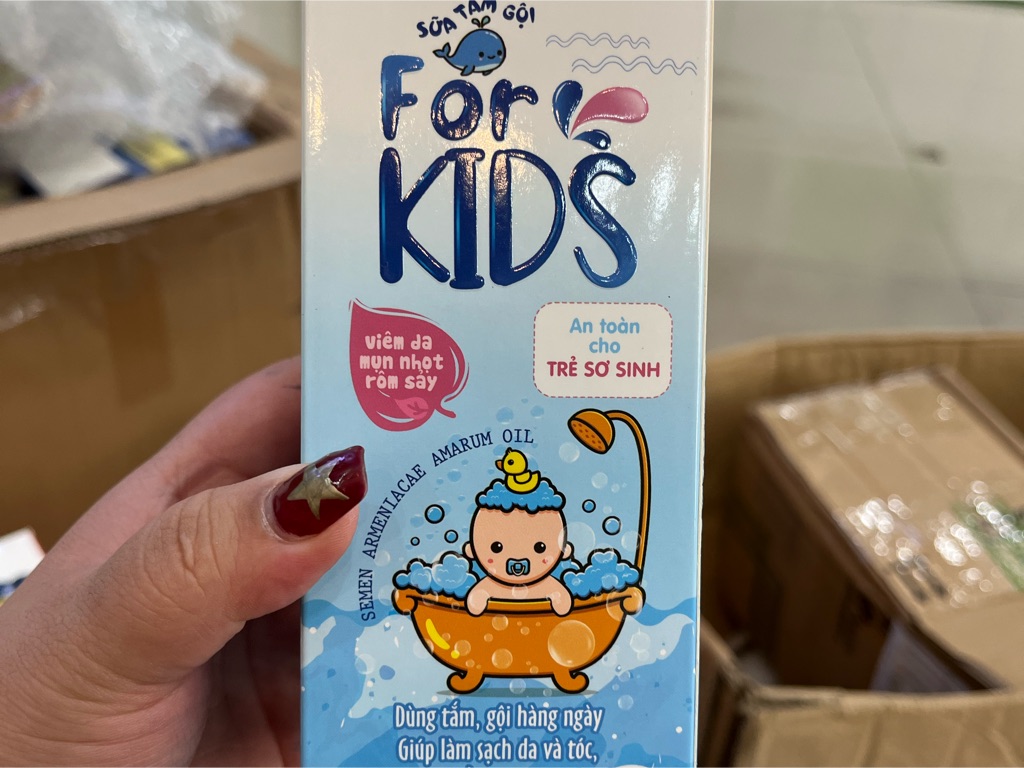 SỮA TẮM GỘI
For
KIDS
viêm da
mụn nhọt
rôm sảy
An toàn
cho
TRẺ SƠ SINH
SEMEN ARMENIACAE AMARUM OIL
Dùng tắm, gội hàng ngày
Giúp làm sạch da và tóc,